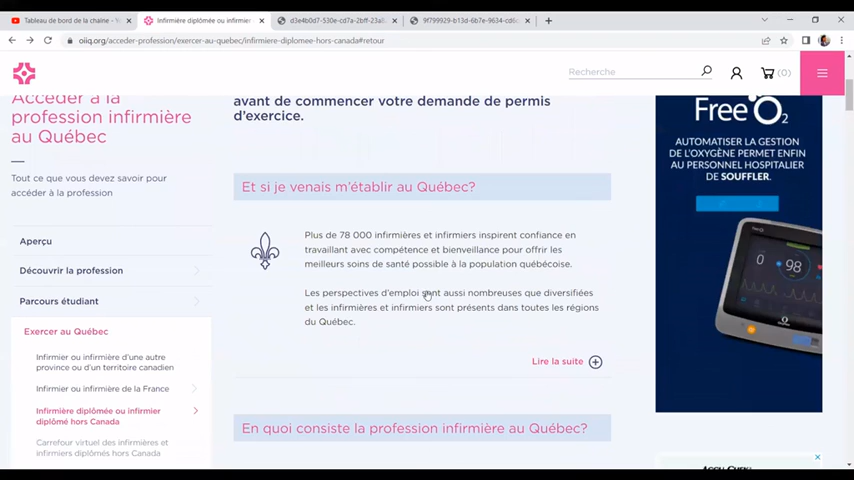 Tableau de bord de la chaîne - Y
Infirmière diplômée ou infirmier
d3e4b0d7-530e-cd7a-2bff-23a8
9f799929-b13d-6b7e-9634-cd6
oiiq.org/acceder-profession/exercer-au-quebec/infirmiere-diplomee-hors-canada#retour
Recherche
(0)
Accéder à la
profession infirmière
au Québec
Tout ce que vous devez savoir pour
accéder à la profession
Aperçu
Découvrir la profession
Parcours étudiant
Exercer au Québec
Infirmier ou infirmière d'une autre
province ou d'un territoire canadien
Infirmier ou infirmière de la France
Infirmière diplômée ou infirmier
diplômé hors Canada
Carrefour virtuel des infirmières et
infirmiers diplômés hors Canada
avant de commencer votre demande de permis
d'exercice.
Et si je venais m'établir au Québec?
Plus de 78 000 infirmières et infirmiers inspirent confiance en
travaillant avec compétence et bienveillance pour offrir les
meilleurs soins de santé possible à la population québécoise.
Les perspectives d'emploi sont aussi nombreuses que diversifiées
et les infirmières et infirmiers sont présents dans toutes les régions
du Québec.
Lire la suite
En quoi consiste la profession infirmière au Québec?
FreeO2
AUTOMATISER LA GESTION
DE L'OXYGÈNE PERMET ENFIN
AU PERSONNEL HOSPITALIER
DE SOUFFLER.
0
98